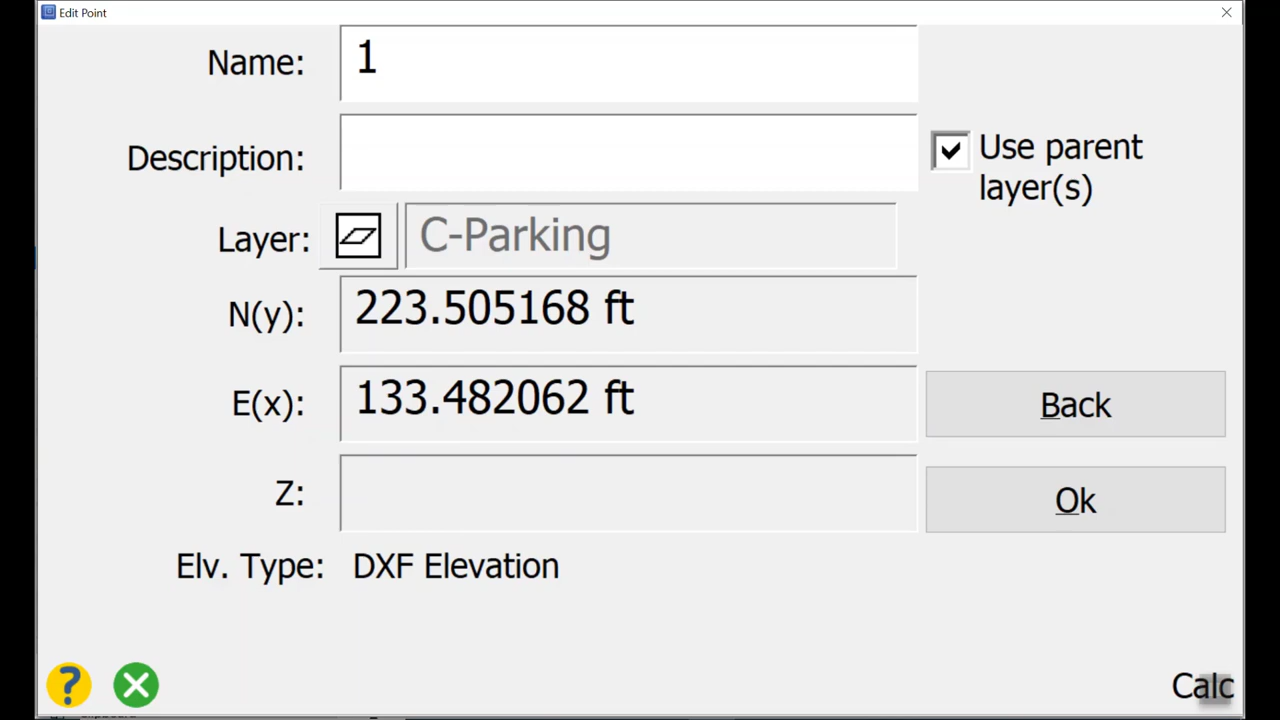 Edit Point
Name: 1
Description:
Use parent
layer(s)
Layer: C-Parking
N(y): 223.505168 ft
E(x): 133.482062 ft
Back
Z:
Ok
Elv. Type: DXF Elevation
?
Calc